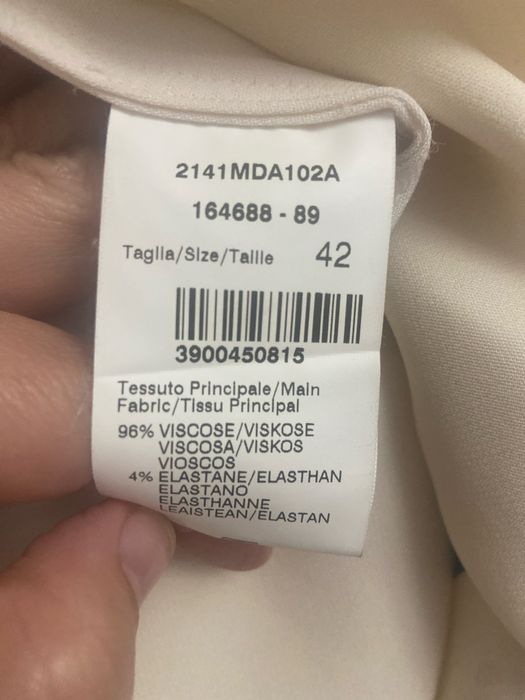 2141MDA102A
164688 - 89
Taglia/Size/Taille 42
3900450815
Tessuto Principale/Main
Fabric/Tissu Principal
96% VISCOSE/VISKOSE
VISCOSA/VISKOS
VIOSCOS
4% ELASTANE/ELASTHAN
ELASTANO
ELASTHANNE
LEAISTEAN/ELASTAN